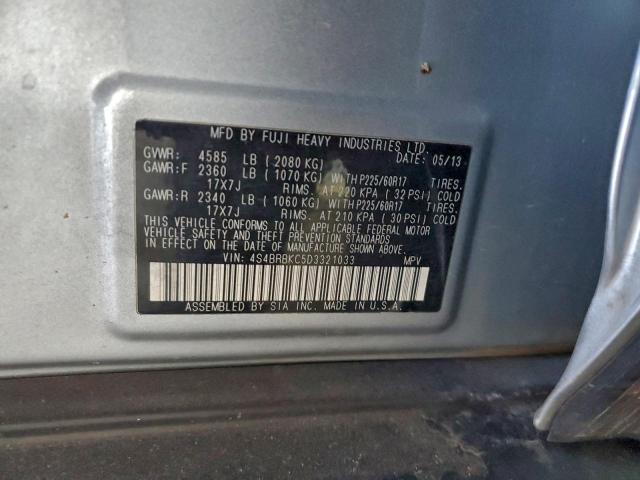 MFD BY FUJI HEAVY INDUSTRIES LTD.
GVWR: 4585 LB ( 2080 KG) DATE: 05/13
GAWR:F 2360 LB ( 1070 KG) WITH P225/60R17 TIRES.
17X7J RIMS. AT 220 KPA ( 32 PSI) COLD
GAWR:R 2340 LB ( 1060 KG) WITH P225/60R17 TIRES.
17X7J RIMS. AT 210 KPA ( 30 PSI) COLD
THIS VEHICLE CONFORMS TO ALL APPLICABLE FEDERAL MOTOR
VEHICLE SAFETY AND THEFT PREVENTION STANDARDS
IN EFFECT ON THE DATE OF MANUFACTURE SHOWN ABOVE.
VIN: 4S4BRBKC5D3321033 MPV
ASSEMBLED BY SIA INC. MADE IN U.S.A.